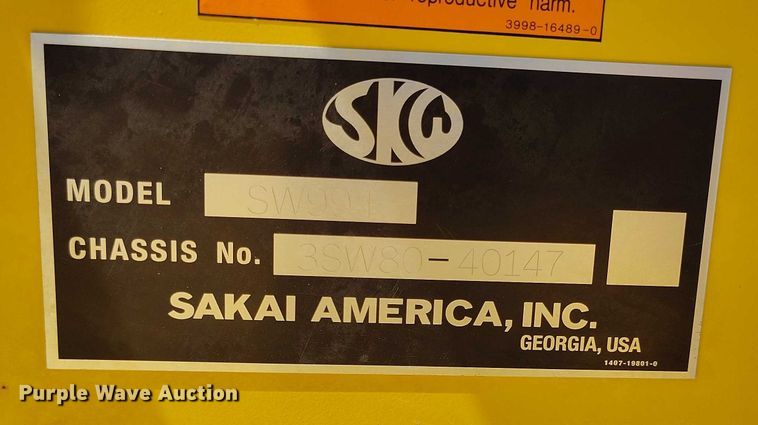 reproductive harm.
3998-16489-0
SKW
MODEL SW994
CHASSIS No. 3SW80-40147
SAKAI AMERICA, INC.
GEORGIA, USA
1407-19801-0
Purple Wave Auction